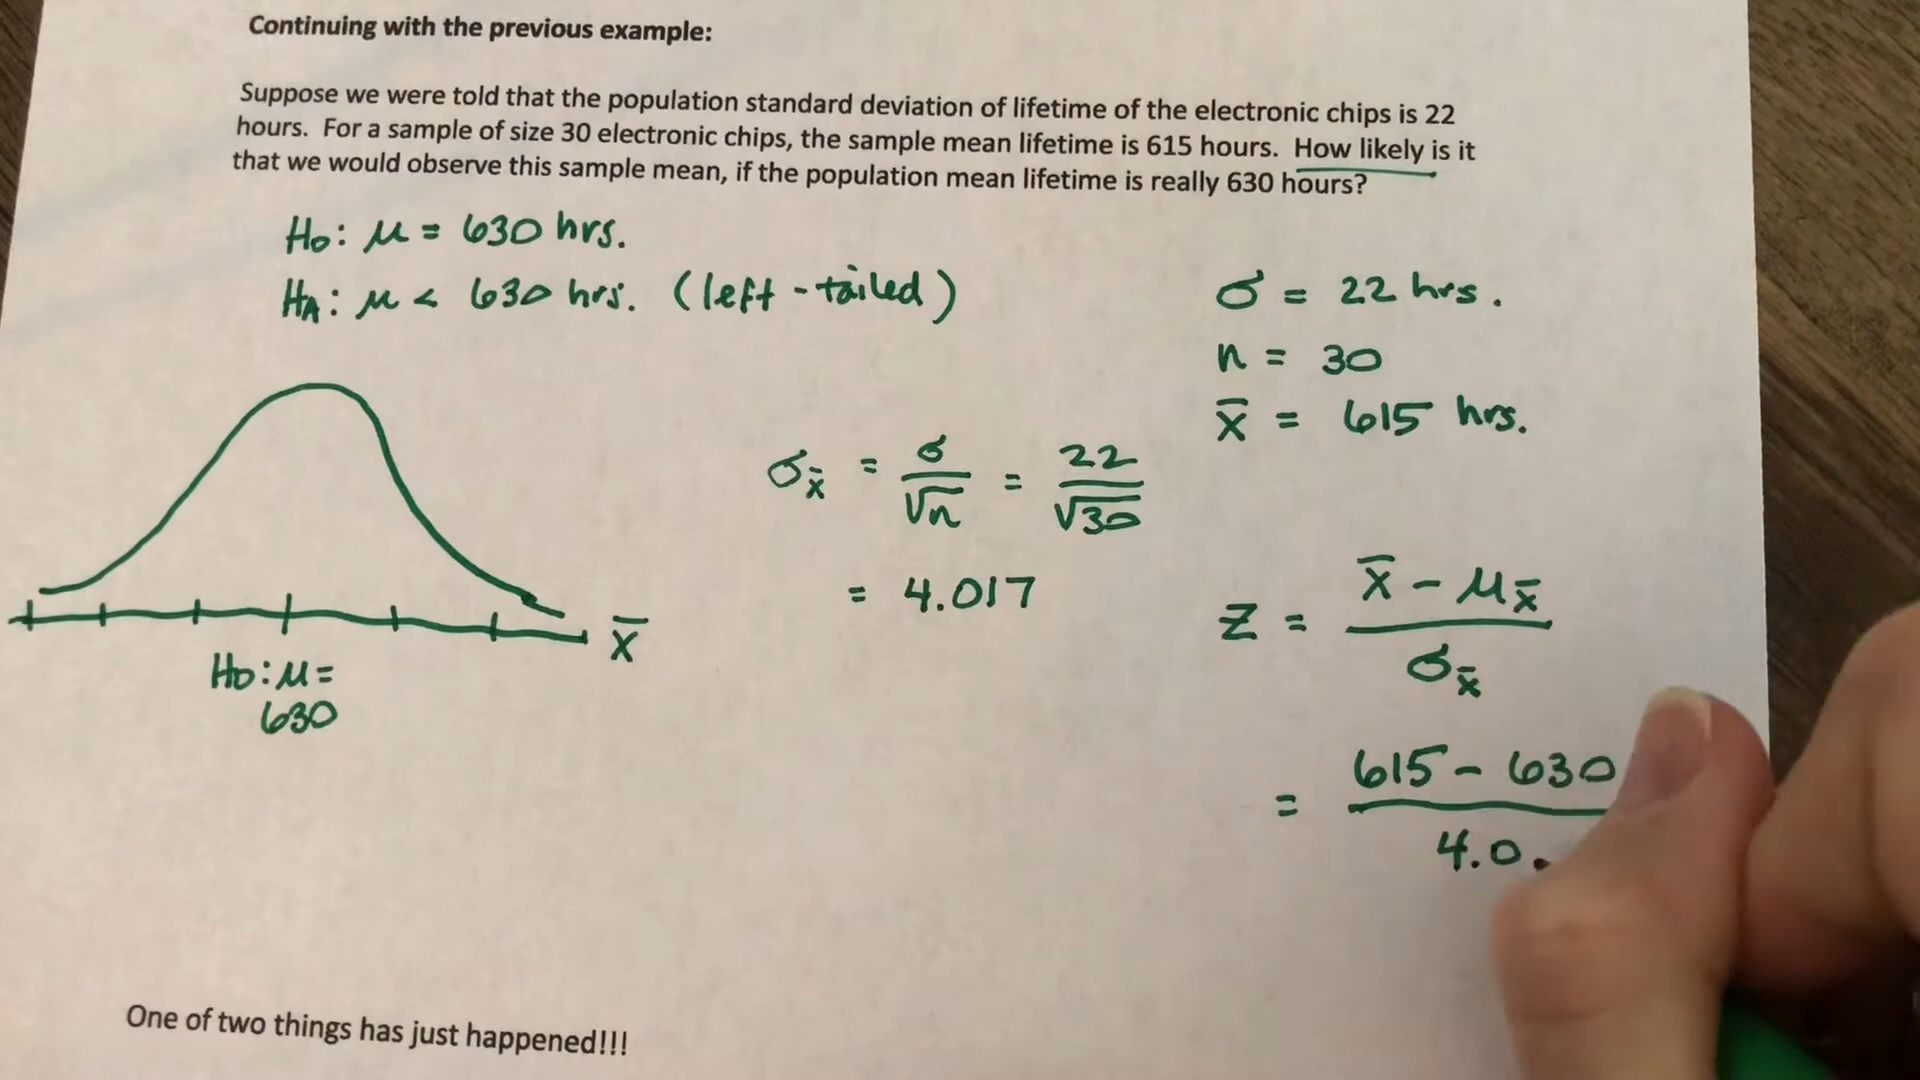 Continuing with the previous example:
Suppose we were told that the population standard deviation of lifetime of the electronic chips is 22
hours. For a sample of size 30 electronic chips, the sample mean lifetime is 615 hours. How likely is it
that we would observe this sample mean, if the population mean lifetime is really 630 hours?
H₀: μ = 630 hrs.
Hₐ: μ < 630 hrs. (left-tailed)
σ = 22 hrs.
n = 30
x̄ = 615 hrs.
σx̄ = σ/√n = 22/√30
= 4.017
z = (x̄ - μx̄)/σx̄
= (615 - 630)/4.0
x̄
H₀: μ =
630
One of two things has just happened!!!